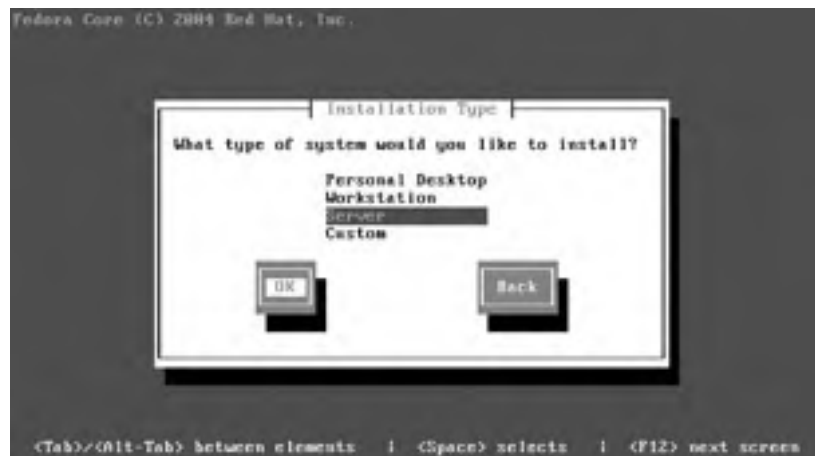 Fedora Core (C) 2004 Red Hat, Inc.
Installation Type
What type of system would you like to install?
Personal Desktop
Workstation
Server
Custom
OK
Back
<Tab>/<Alt-Tab> between elements | <Space> selects | <F12> next screen